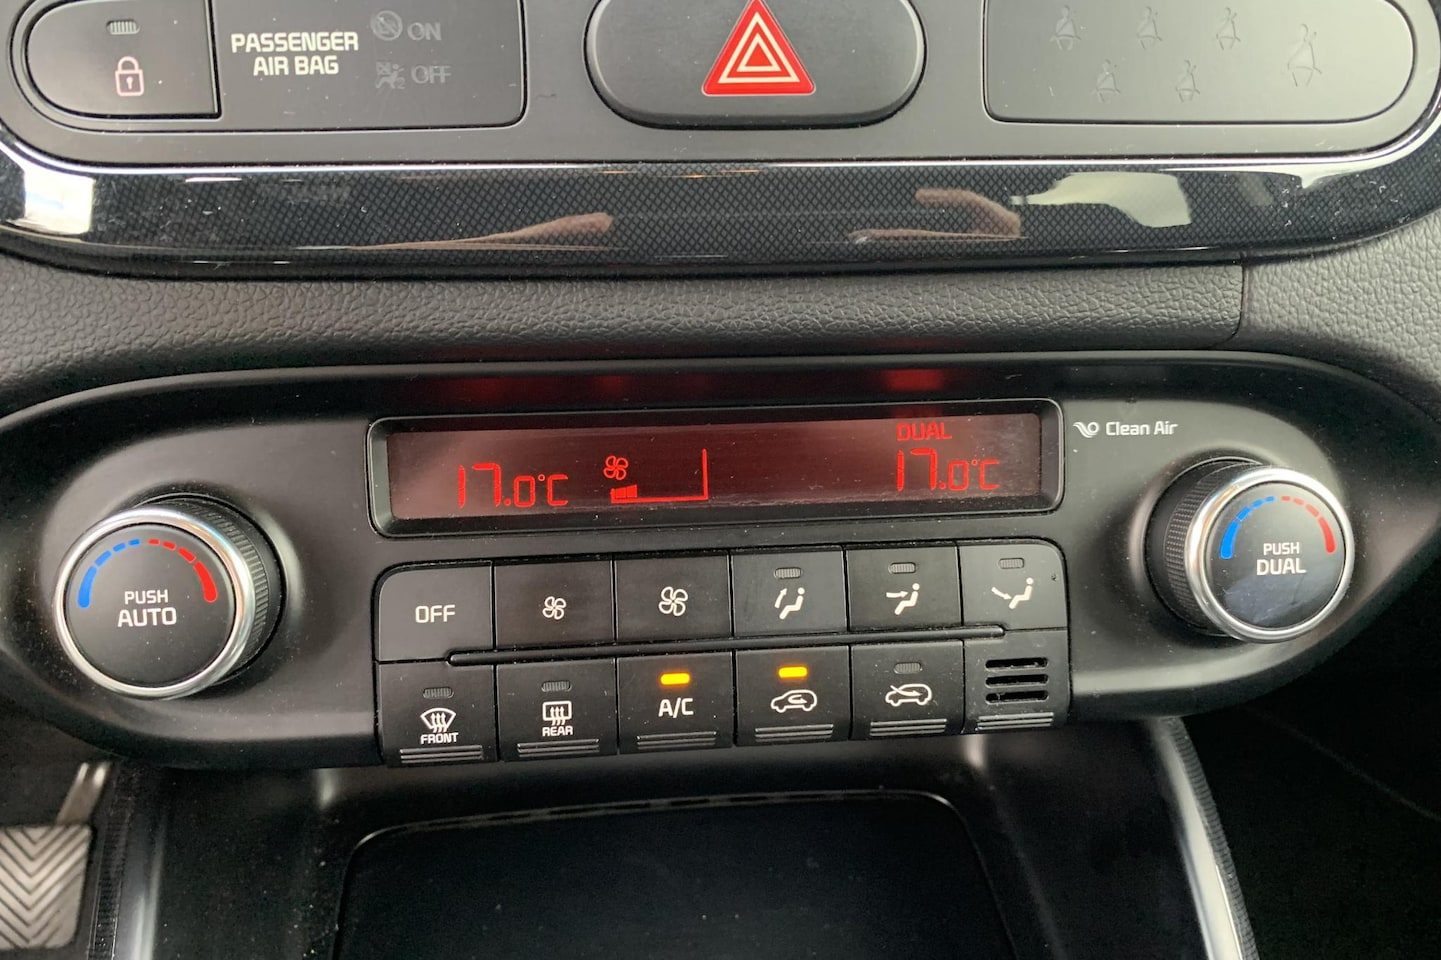 PASSENGER
AIR BAG
ON
OFF
2
DUAL
17.0°C
17.0°C
Clean Air
PUSH
AUTO
PUSH
DUAL
OFF
FRONT
REAR
A/C